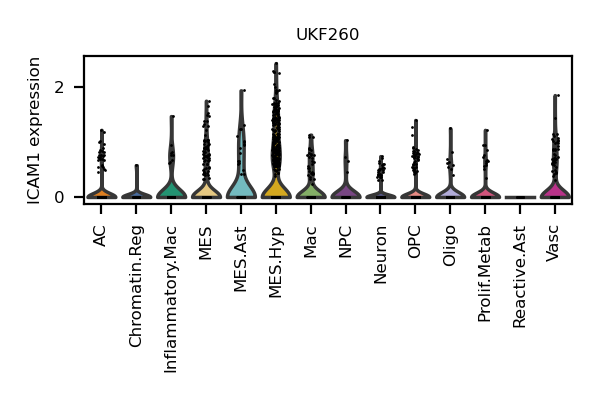 UKF260
ICAM1 expression
2
0
AC
Chromatin.Reg
Inflammatory.Mac
MES
MES.Ast
MES.Hyp
Mac
NPC
Neuron
OPC
Oligo
Prolif.Metab
Reactive.Ast
Vasc